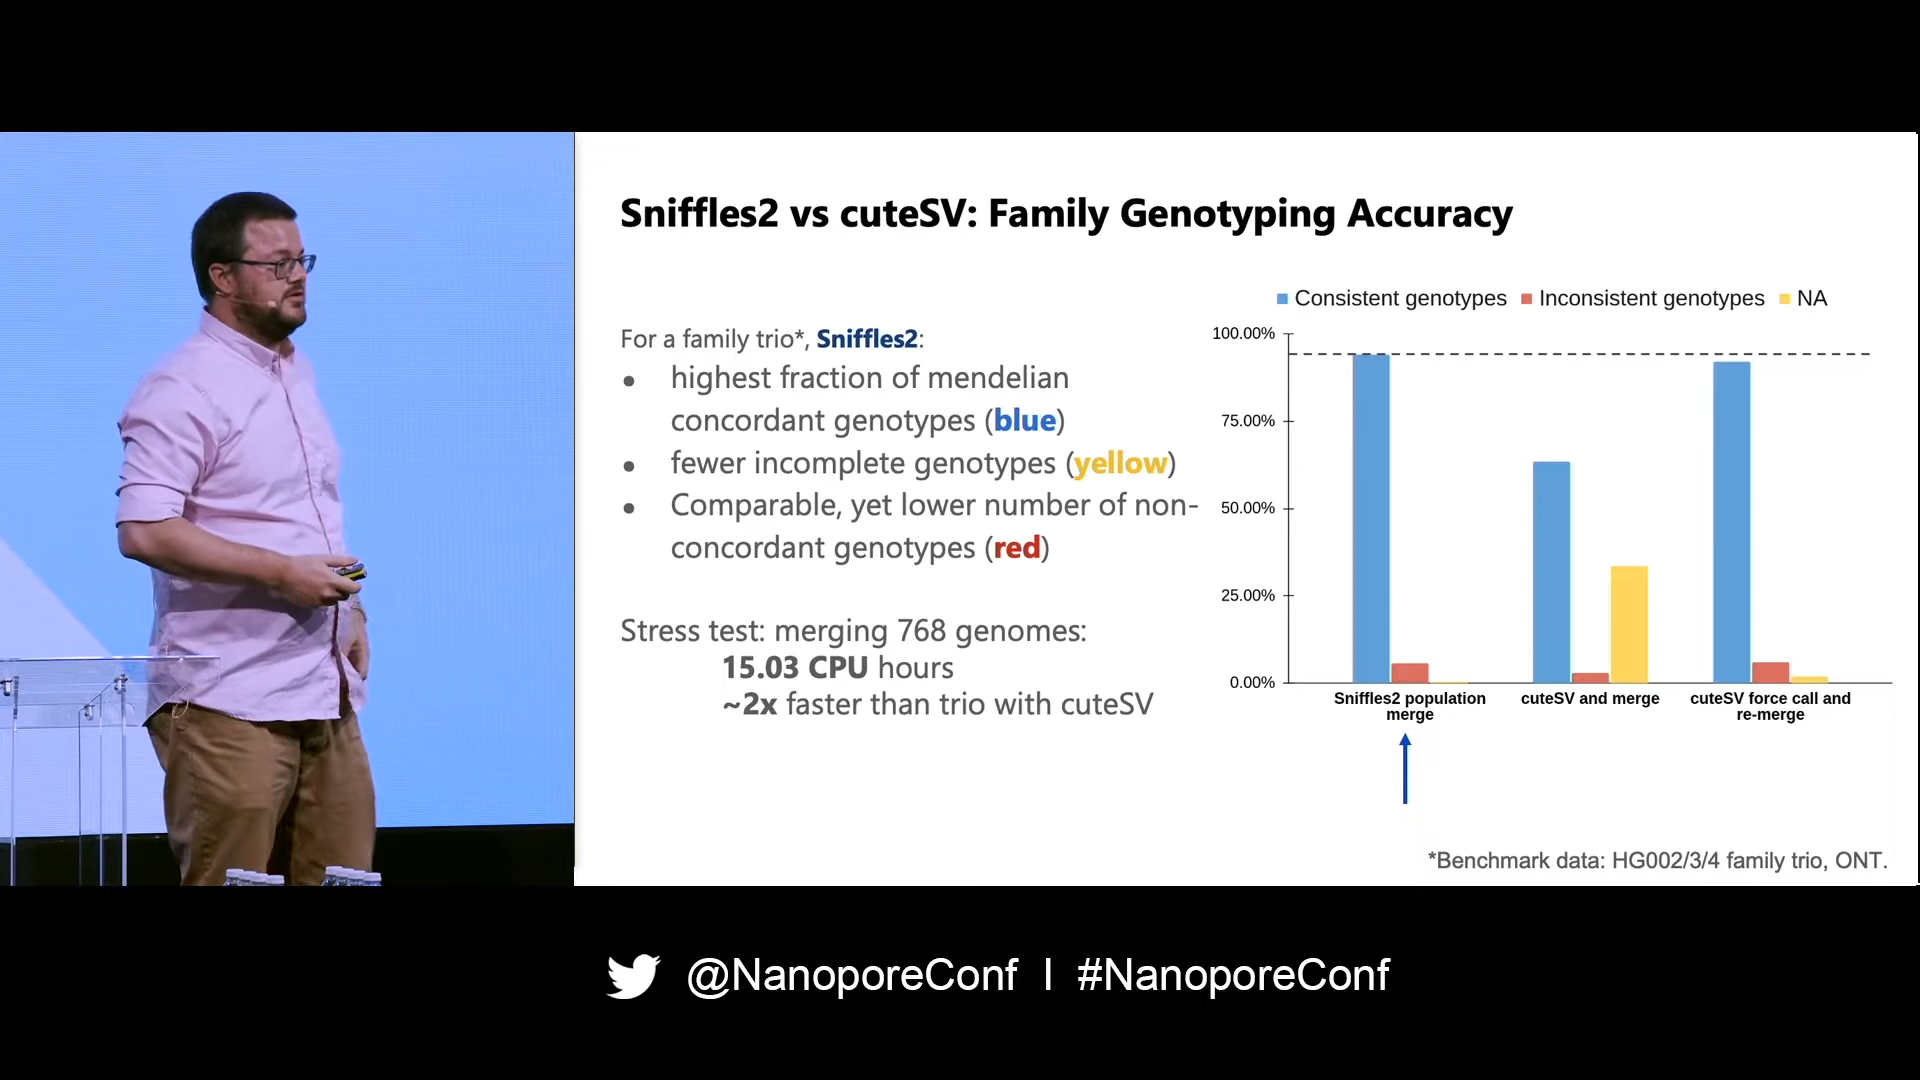 Sniffles2 vs cuteSV: Family Genotyping Accuracy
For a family trio*, Sniffles2:
● highest fraction of mendelian
concordant genotypes (blue)
● fewer incomplete genotypes (yellow)
● Comparable, yet lower number of non-
concordant genotypes (red)
Stress test: merging 768 genomes:
15.03 CPU hours
~2x faster than trio with cuteSV
Consistent genotypes Inconsistent genotypes NA
100.00%
75.00%
50.00%
25.00%
0.00%
Sniffles2 population
merge
cuteSV and merge
cuteSV force call and
re-merge
*Benchmark data: HG002/3/4 family trio, ONT.
@NanoporeConf | #NanoporeConf